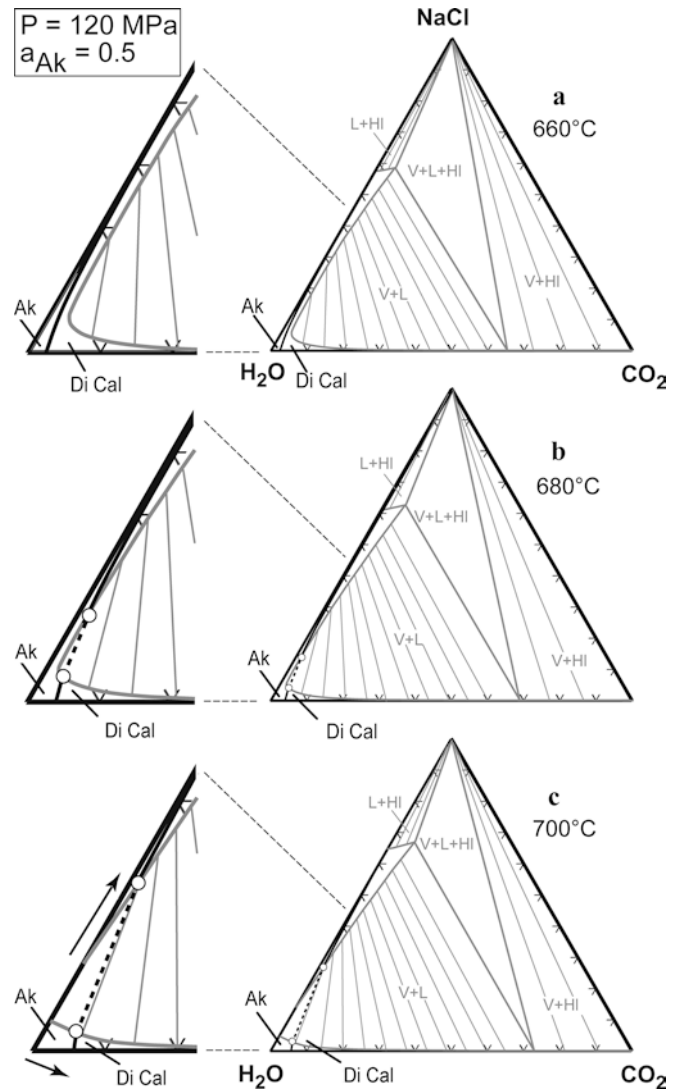 P = 120 MPa
aAk = 0.5
NaCl
a
660°C
L+Hl
V+L+Hl
V+L
V+Hl
Ak
Di Cal
Ak
H2O
Di Cal
CO2
b
680°C
L+Hl
V+L+Hl
V+L
V+Hl
Ak
Di Cal
Ak
Di Cal
c
700°C
L+Hl
V+L+Hl
V+L
V+Hl
Ak
Di Cal
Ak
H2O
Di Cal
CO2